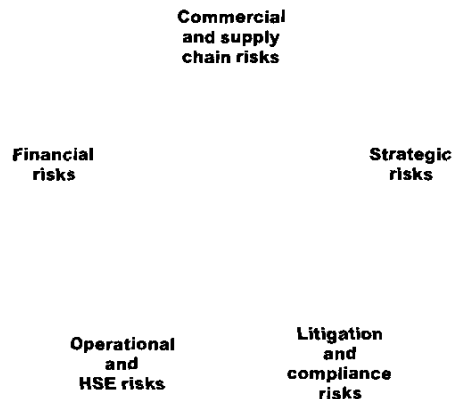 Commercial
and supply
chain risks
Financial
risks
Strategic
risks
Operational
and
HSE risks
Litigation
and
compliance
risks